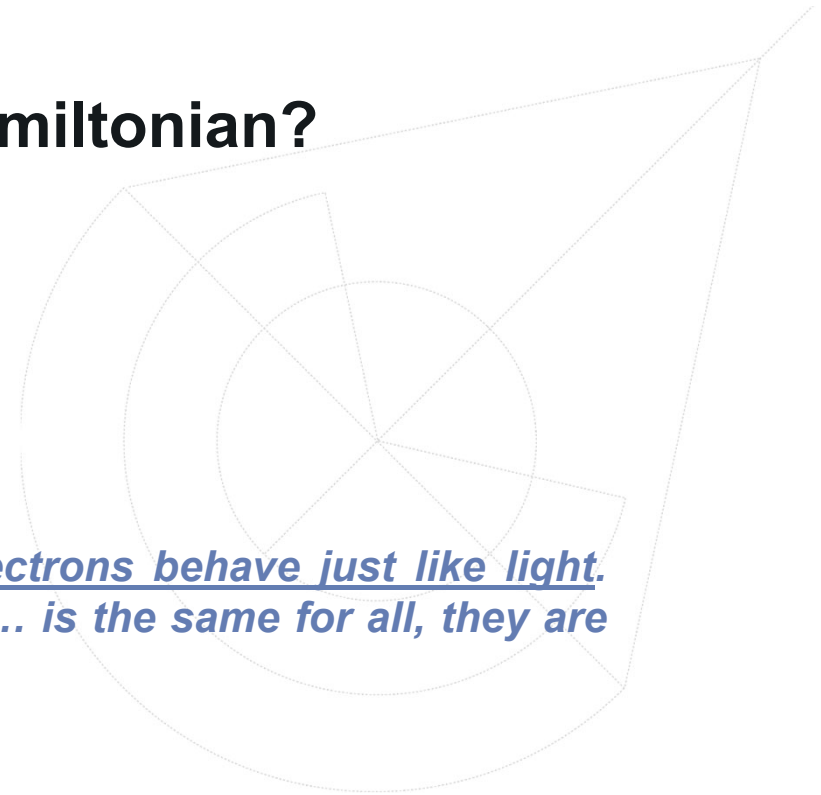 miltonian?
ectrons behave just like light.
... is the same for all, they are